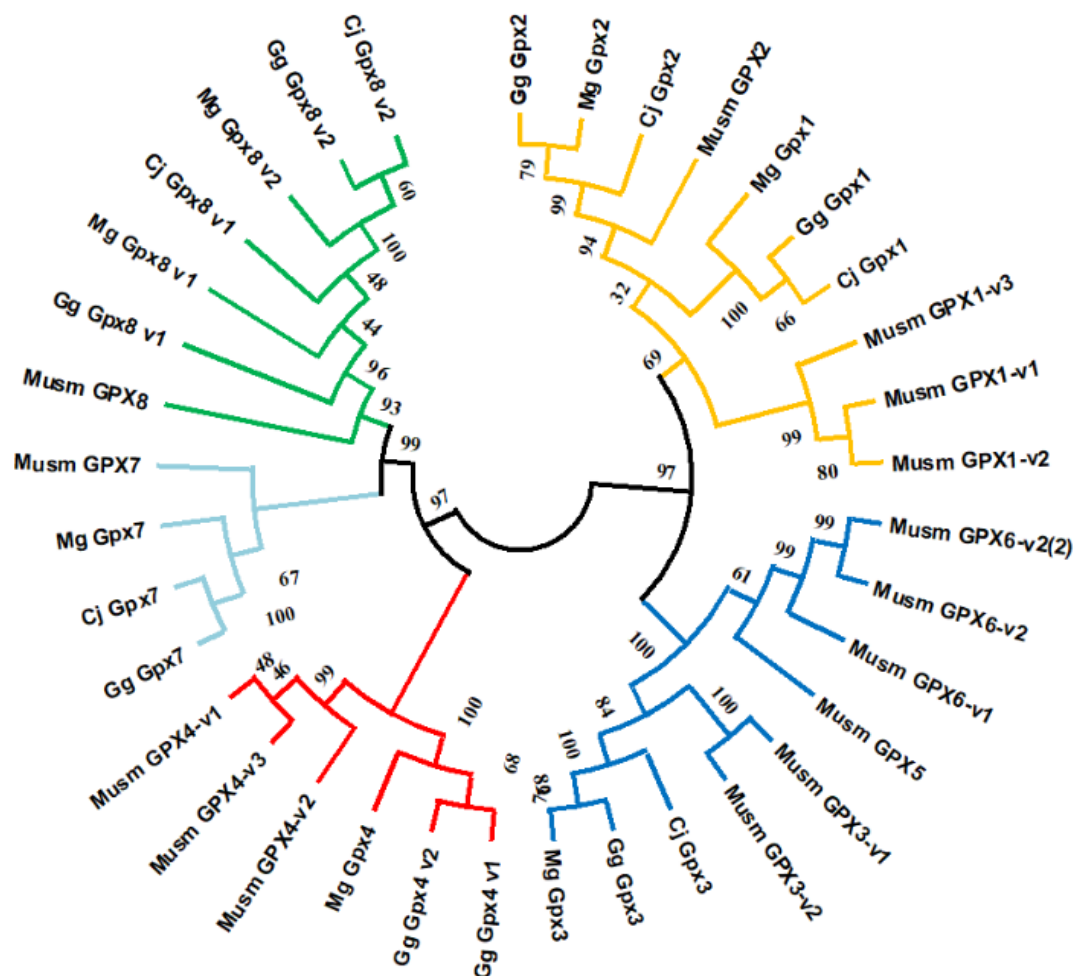 Gg Gpx2
Mg Gpx2
Cj Gpx2
Musm GPX2
Mg Gpx1
Gg Gpx1
Cj Gpx1
Musm GPX1-v3
Musm GPX1-v1
Musm GPX1-v2
Musm GPX6-v2(2)
Musm GPX6-v2
Musm GPX6-v1
Musm GPX5
Musm GPX3-v1
Musm GPX3-v2
Cj Gpx3
Gg Gpx3
Mg Gpx3
Gg Gpx4 v1
Gg Gpx4 v2
Mg Gpx4
Musm GPX4-v2
Musm GPX4-v3
Musm GPX4-v1
Gg Gpx7
Cj Gpx7
Mg Gpx7
Musm GPX7
Musm GPX8
Gg Gpx8 v1
Mg Gpx8 v1
Cj Gpx8 v1
Mg Gpx8 v2
Gg Gpx8 v2
Cj Gpx8 v2
79
99
94
32
69
100
66
99
80
97
99
99
61
100
84
100
100
68
100
99
46
48
67
100
97
99
93
96
44
48
100
60